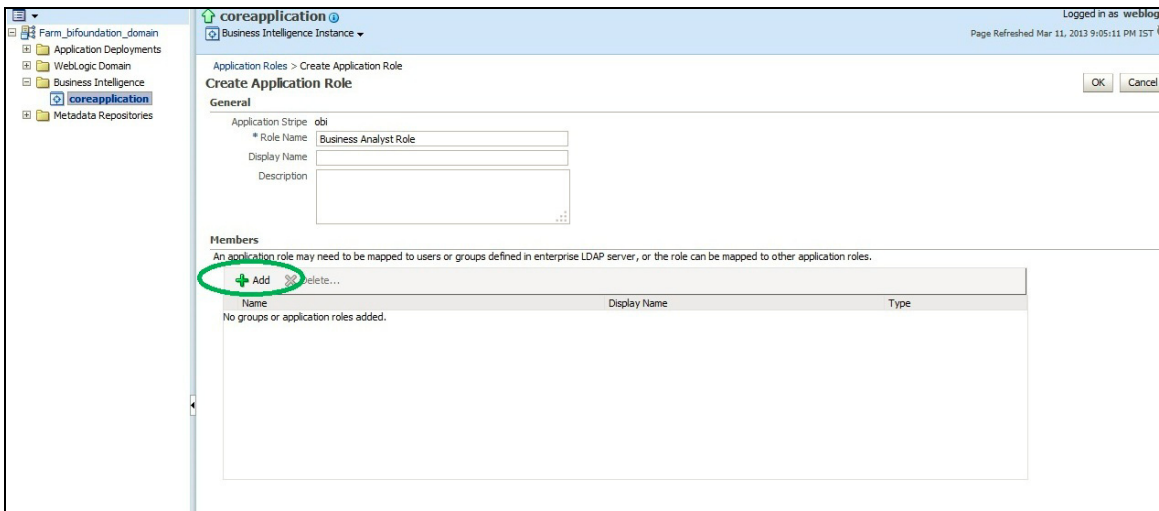 coreapplication
Logged in as weblog
Business Intelligence Instance
Page Refreshed Mar 11, 2013 9:05:11 PM IST
Farm_bifoundation_domain
Application Deployments
WebLogic Domain
Business Intelligence
coreapplication
Metadata Repositories
Application Roles > Create Application Role
Create Application Role
OK Cancel
General
Application Stripe obi
* Role Name Business Analyst Role
Display Name
Description
Members
An application role may need to be mapped to users or groups defined in enterprise LDAP server, or the role can be mapped to other application roles.
Add Delete...
Name Display Name Type
No groups or application roles added.